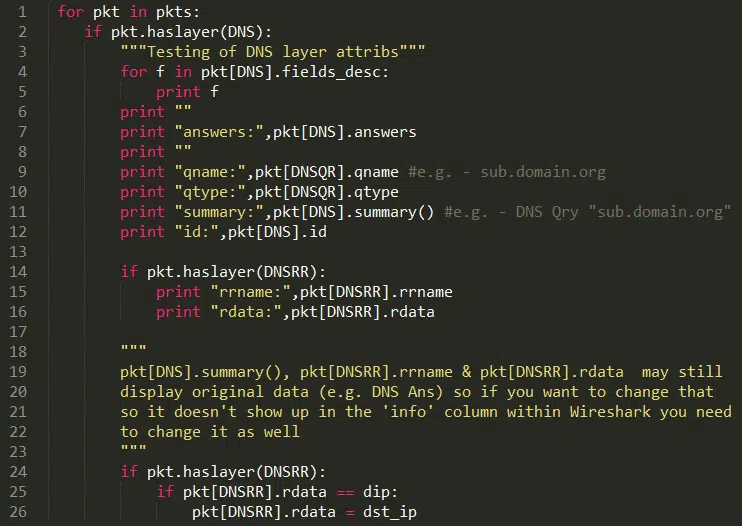 1 for pkt in pkts:
2 if pkt.haslayer(DNS):
3 """Testing of DNS layer attribs"""
4 for f in pkt[DNS].fields_desc:
5 print f
6 print ""
7 print "answers:",pkt[DNS].answers
8 print ""
9 print "qname:",pkt[DNSQR].qname #e.g. - sub.domain.org
10 print "qtype:",pkt[DNSQR].qtype
11 print "summary:",pkt[DNS].summary() #e.g. - DNS Qry "sub.domain.org"
12 print "id:",pkt[DNS].id
13
14 if pkt.haslayer(DNSRR):
15 print "rrname:",pkt[DNSRR].rrname
16 print "rdata:",pkt[DNSRR].rdata
17
18 """
19 pkt[DNS].summary(), pkt[DNSRR].rrname & pkt[DNSRR].rdata  may still
20 display original data (e.g. DNS Ans) so if you want to change that
21 so it doesn't show up in the 'info' column within Wireshark you need
22 to change it as well
23 """
24 if pkt.haslayer(DNSRR):
25 if pkt[DNSRR].rdata == dip:
26 pkt[DNSRR].rdata = dst_ip